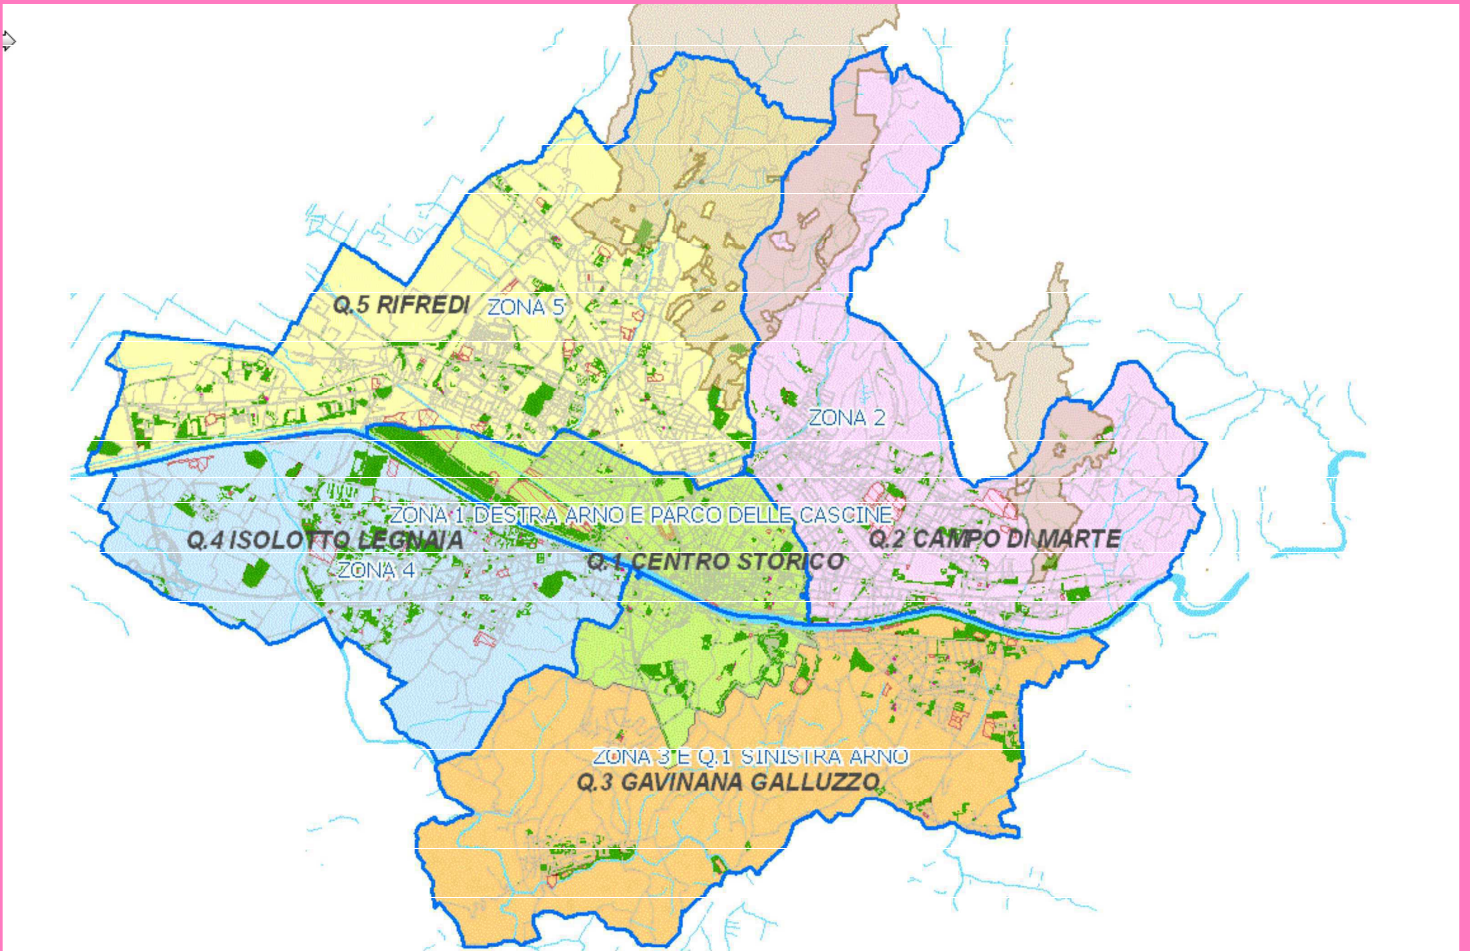 Q.5 RIFREDI
ZONA 5
ZONA 2
ZONA 1 DESTRA ARNO E PARCO DELLE CASCINE
Q.4 ISOLOTTO LEGNAIA
Q.2 CAMPO DI MARTE
Q.1 CENTRO STORICO
ZONA 4
ZONA 3 E Q.1 SINISTRA ARNO
Q.3 GAVINANA GALLUZZO